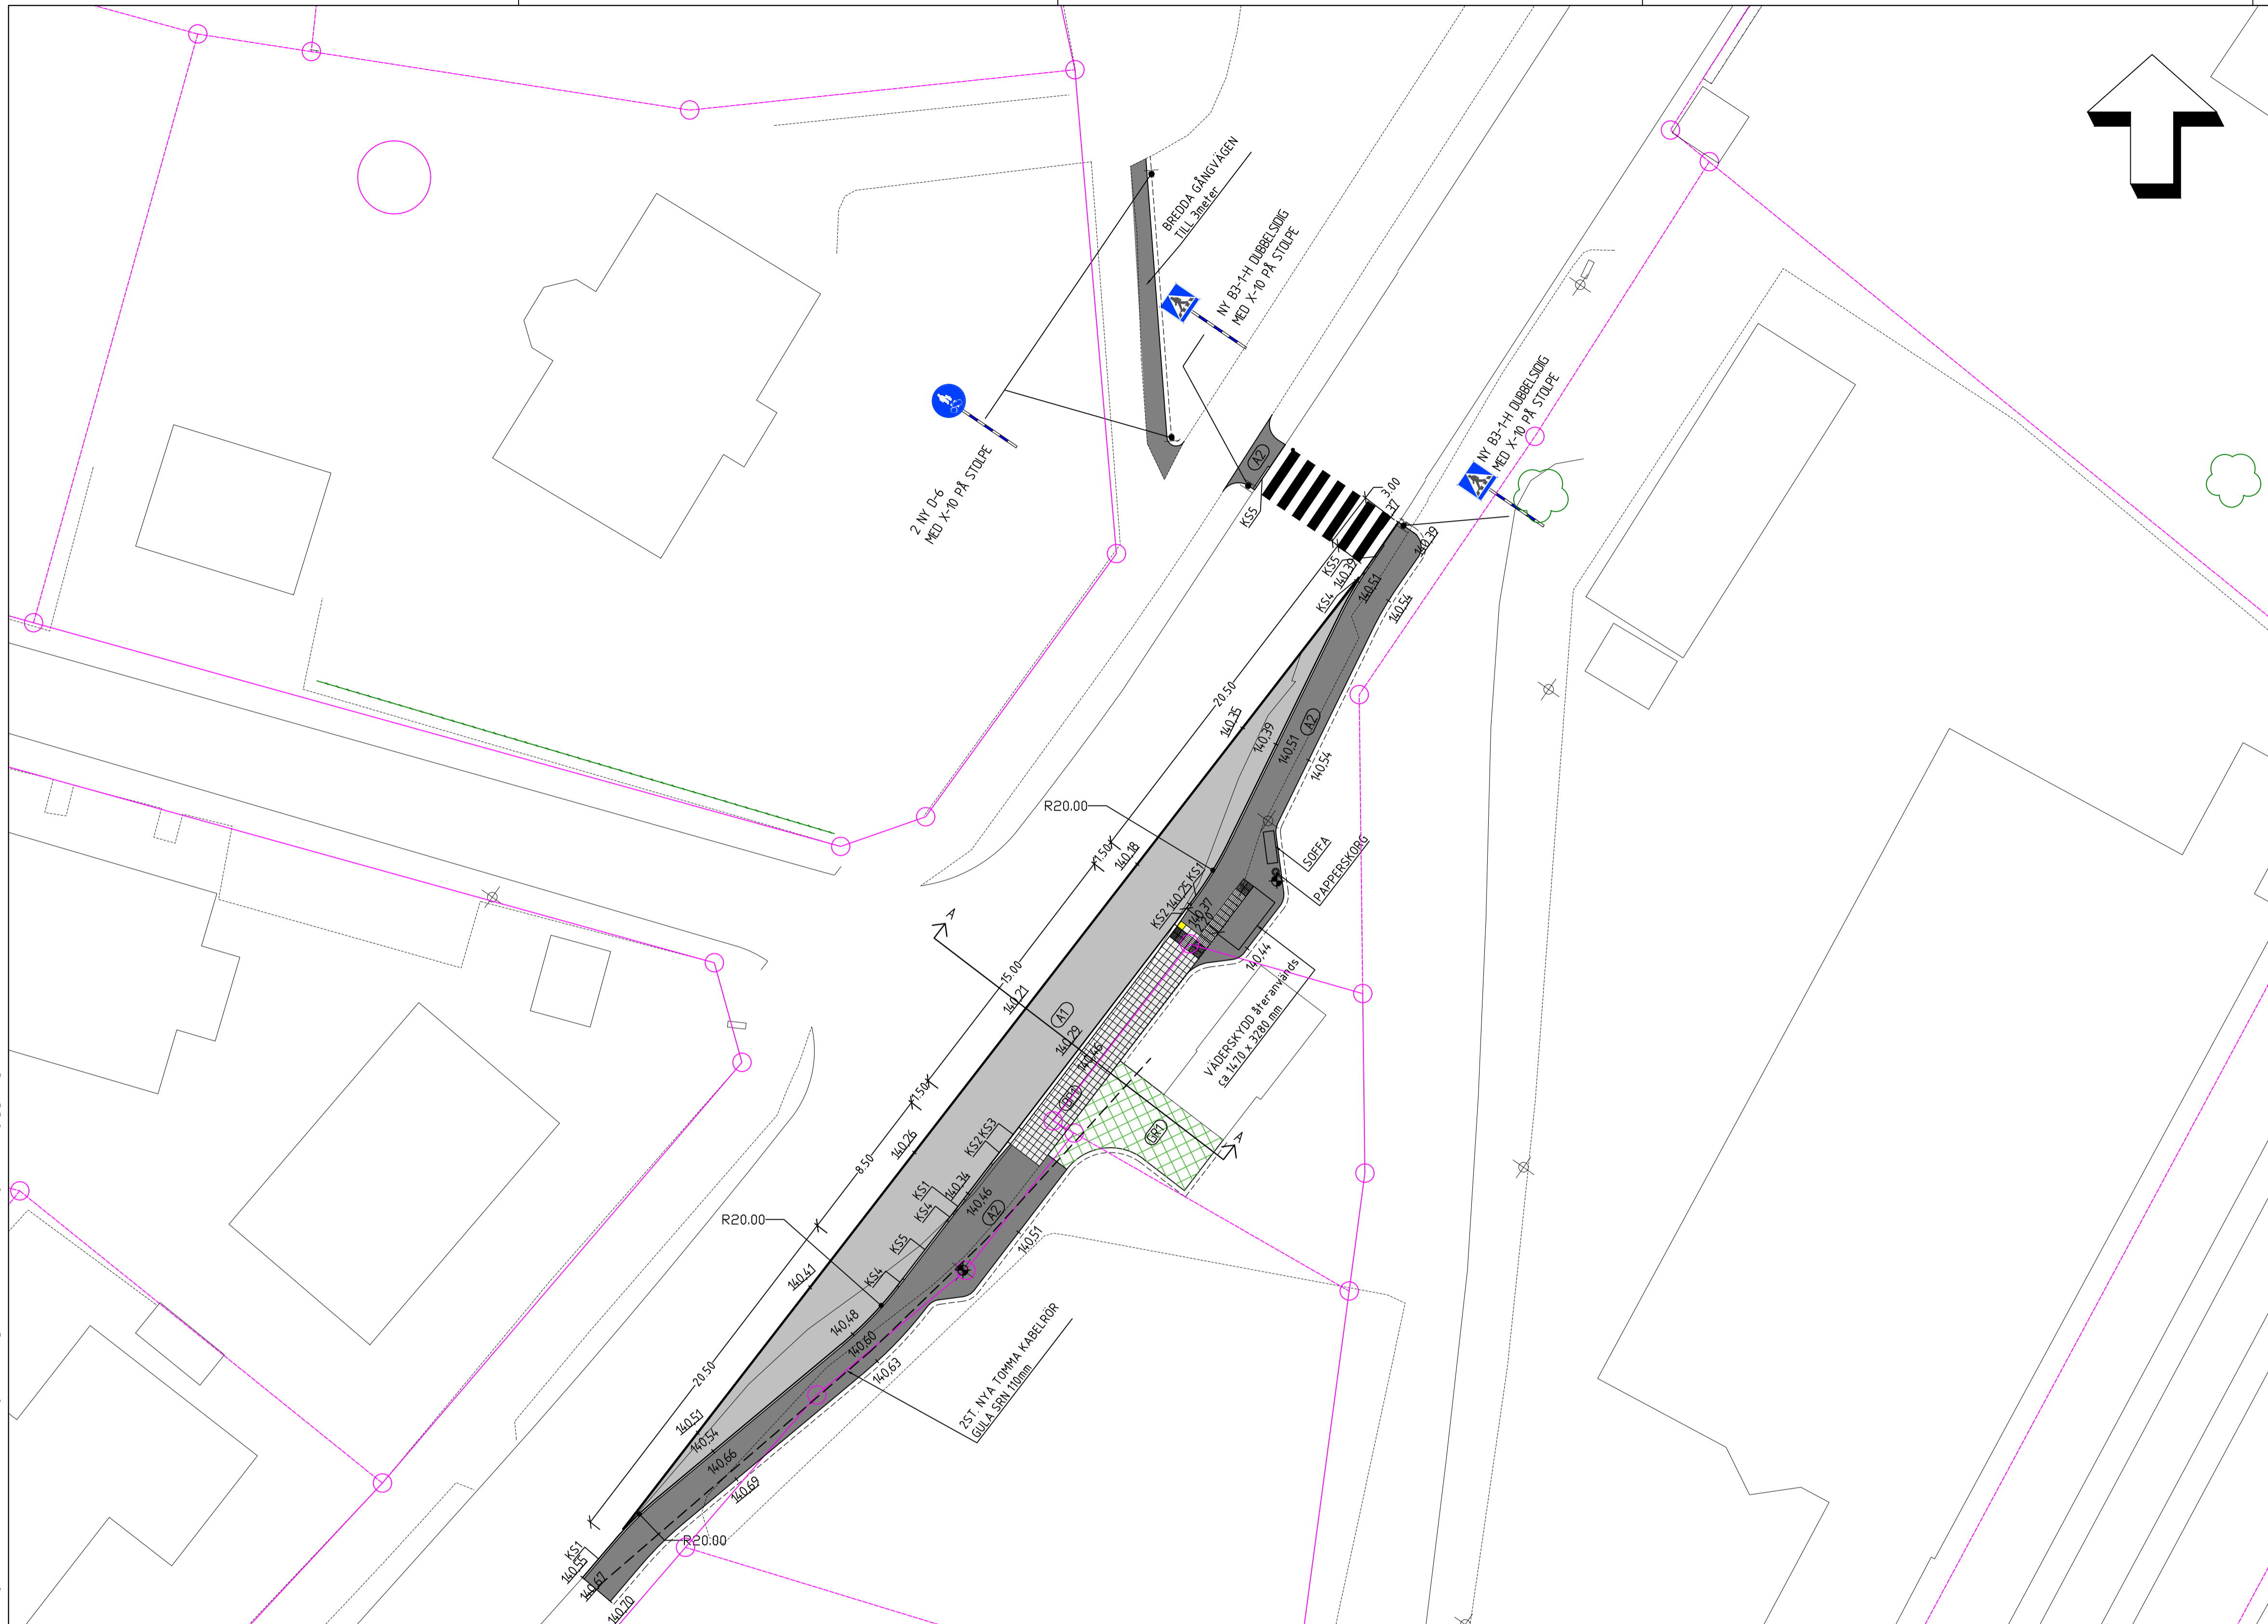 BREDDA GÅNGVÄGEN
TILL 3meter
NY B3-1-H DUBBELSIDIG
MED X-10 PÅ STOLPE
2 NY D-6
MED X-10 PÅ STOLPE
NY B3-1-H DUBBELSIDIG
MED X-10 PÅ STOLPE
A2
KS5
3.00
140.39
KS5
140.39
KS4
140.51
140.54
20.50
140.35
140.39
140.51
A2
140.54
R20.00
1.50
140.18
KS1
140.25
KS2
140.37
2.20
SOFFA
PAPPERSKORG
140.44
VÄDERSKYDD återanvänds
ca 1470 x 3280 mm
A
15.00
140.21
A1
140.29
140.46
GR1
A
1.50
140.26
KS3
KS2
8.50
KS1
140.34
KS4
140.46
A2
KS5
140.51
R20.00
KS4
140.41
140.48
140.60
140.63
2ST. NYA TOMMA KABELRÖR
GULA SRN 110mm
20.50
140.51
140.54
140.66
140.69
R20.00
KS1
140.55
140.67
140.70